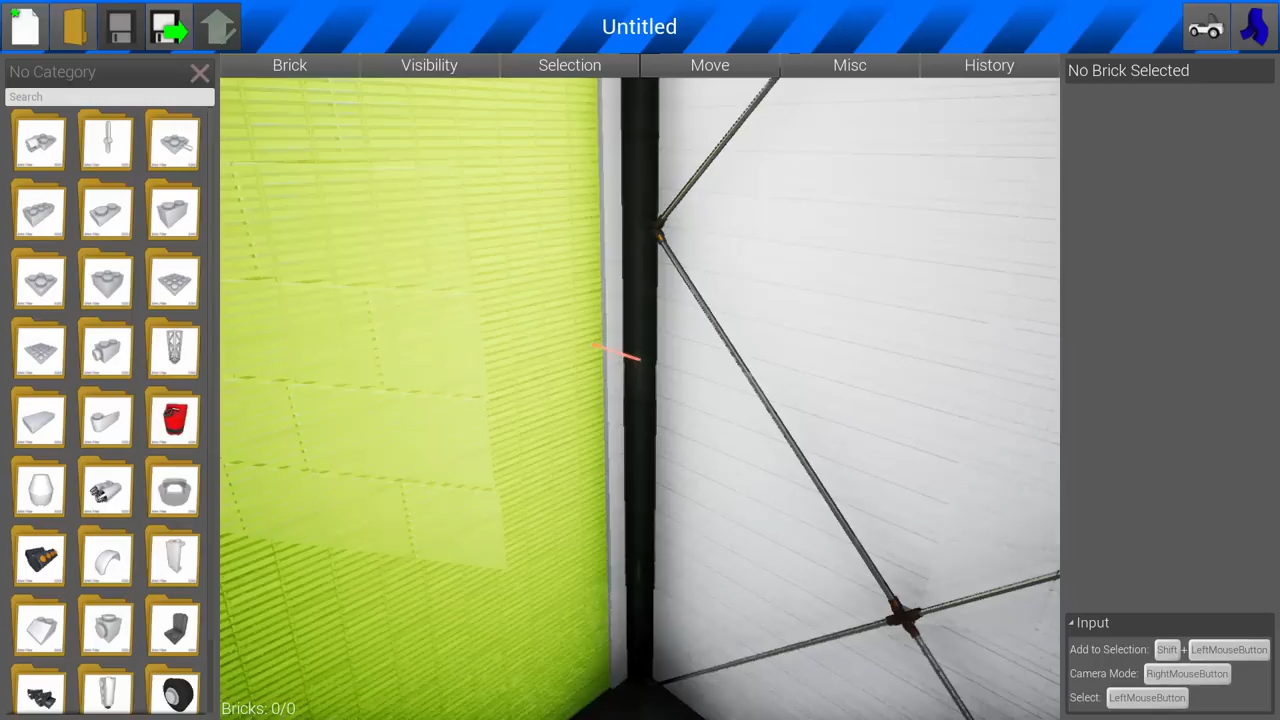 Untitled
No Category
Search
Brick
Visibility
Selection
Move
Misc
History
No Brick Selected
Bricks: 0/0
Input
Add to Selection: Shift + LeftMouseButton
Camera Mode: RightMouseButton
Select: LeftMouseButton